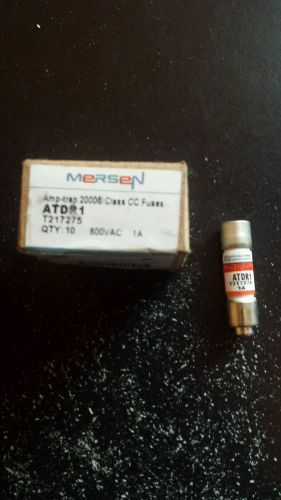 MERSEN
Amp-trap 2000® Class CC Fuses
ATDR1
T217275
QTY: 10 600VAC 1A
ATDR1
T217275
1A